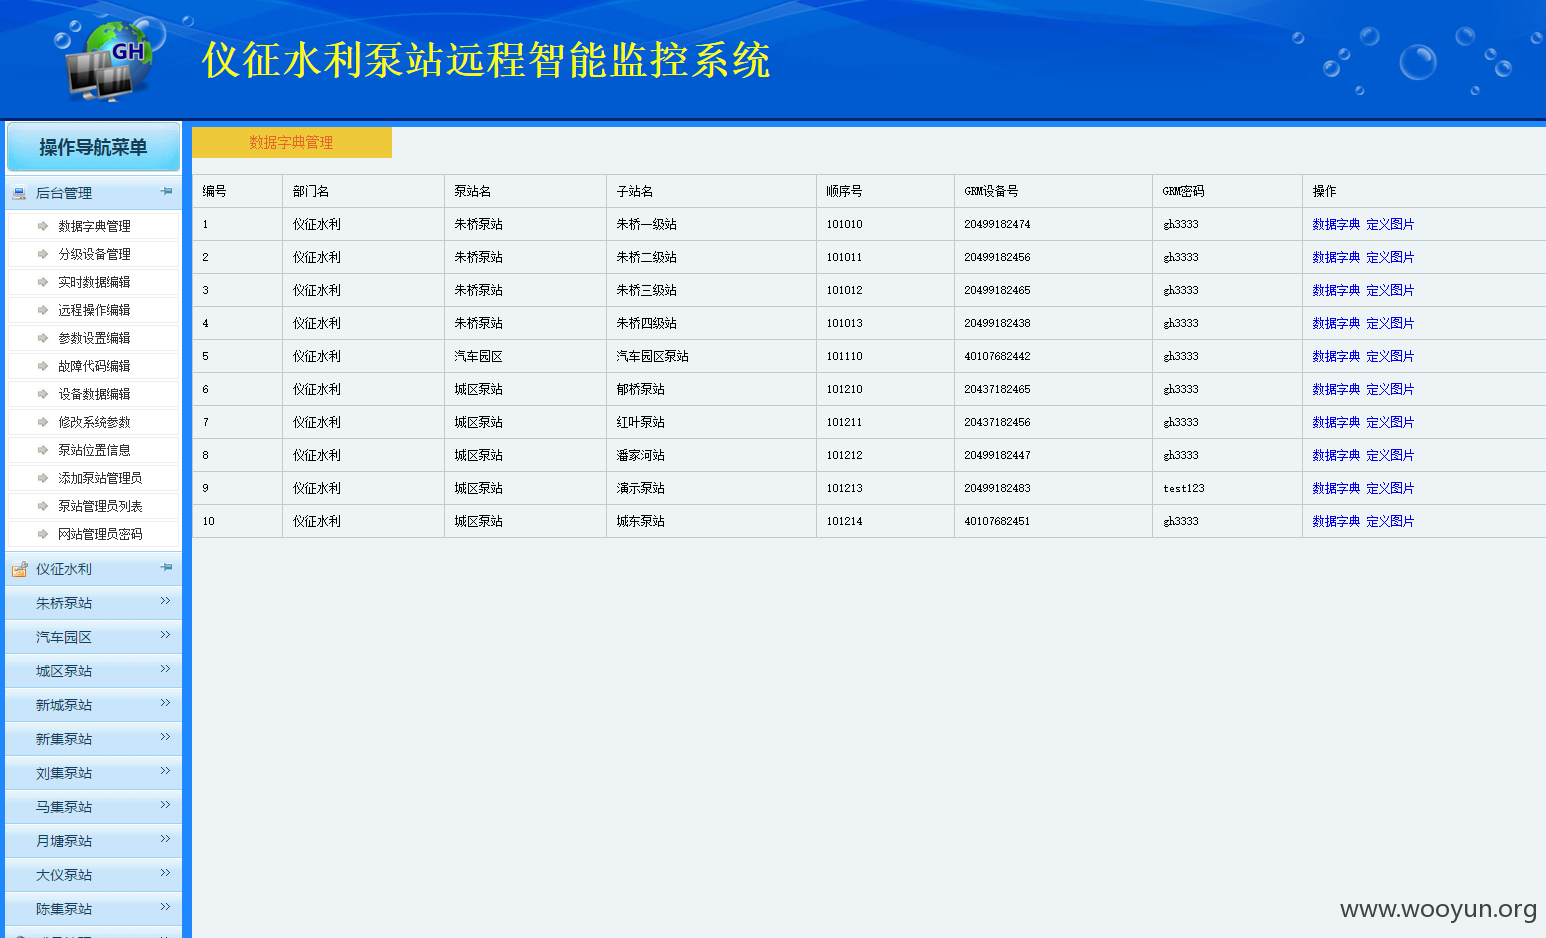 GH
仪征水利泵站远程智能监控系统
操作导航菜单
后台管理
数据字典管理
分级设备管理
实时数据编辑
远程操作编辑
参数设置编辑
故障代码编辑
设备数据编辑
修改系统参数
泵站位置信息
添加泵站管理员
泵站管理员列表
网站管理员密码
仪征水利
朱桥泵站 >>
汽车园区 >>
城区泵站 >>
新城泵站 >>
新集泵站 >>
刘集泵站 >>
马集泵站 >>
月塘泵站 >>
大仪泵站 >>
陈集泵站 >>
数据字典管理
编号 部门名 泵站名 子站名 顺序号 GRM设备号 GRM密码 操作
1 仪征水利 朱桥泵站 朱桥一级站 101010 20499182474 gh3333 数据字典 定义图片
2 仪征水利 朱桥泵站 朱桥二级站 101011 20499182456 gh3333 数据字典 定义图片
3 仪征水利 朱桥泵站 朱桥三级站 101012 20499182465 gh3333 数据字典 定义图片
4 仪征水利 朱桥泵站 朱桥四级站 101013 20499182438 gh3333 数据字典 定义图片
5 仪征水利 汽车园区 汽车园区泵站 101110 40107682442 gh3333 数据字典 定义图片
6 仪征水利 城区泵站 郁桥泵站 101210 20437182465 gh3333 数据字典 定义图片
7 仪征水利 城区泵站 红叶泵站 101211 20437182456 gh3333 数据字典 定义图片
8 仪征水利 城区泵站 潘家河站 101212 20499182447 gh3333 数据字典 定义图片
9 仪征水利 城区泵站 演示泵站 101213 20499182483 test123 数据字典 定义图片
10 仪征水利 城区泵站 城东泵站 101214 40107682451 gh3333 数据字典 定义图片
www.wooyun.org